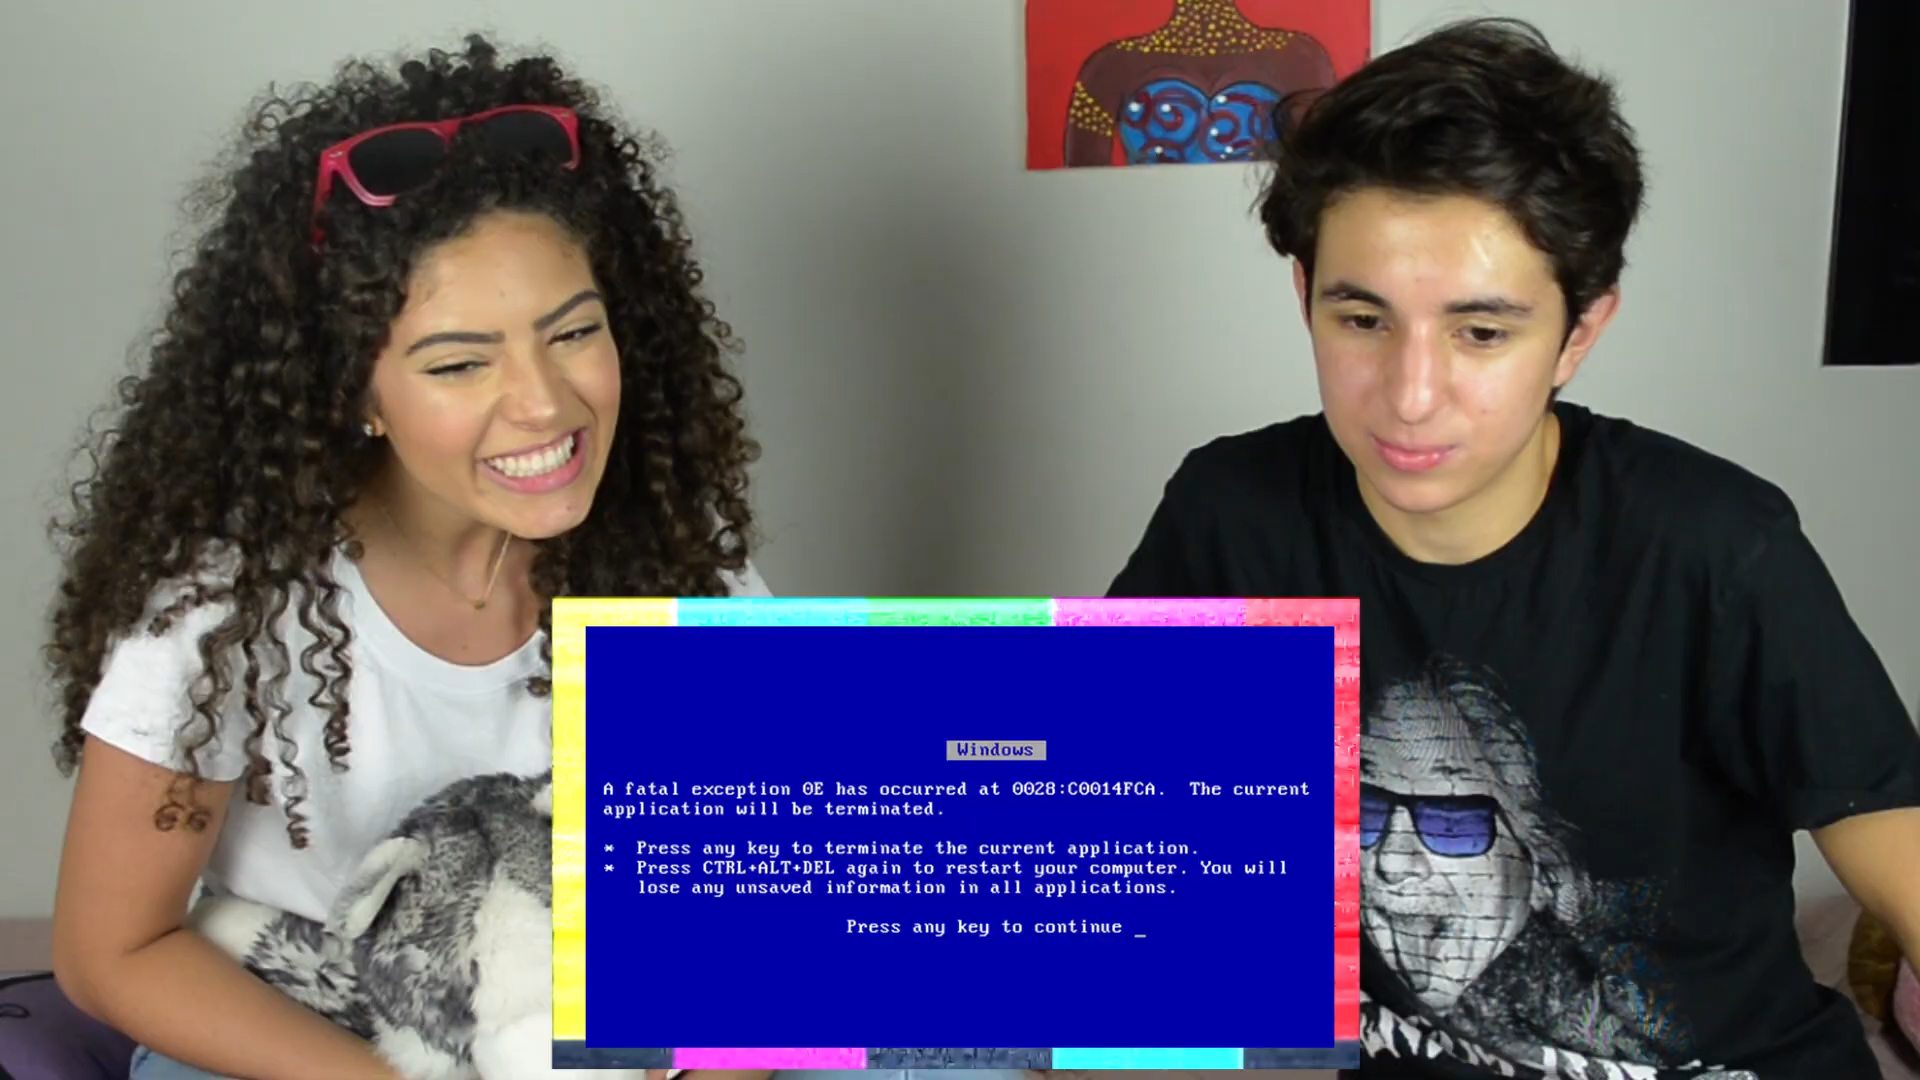 Windows
A fatal exception 0E has occurred at 0028:C0014FCA. The current
application will be terminated.
* Press any key to terminate the current application.
* Press CTRL+ALT+DEL again to restart your computer. You will
lose any unsaved information in all applications.
Press any key to continue _